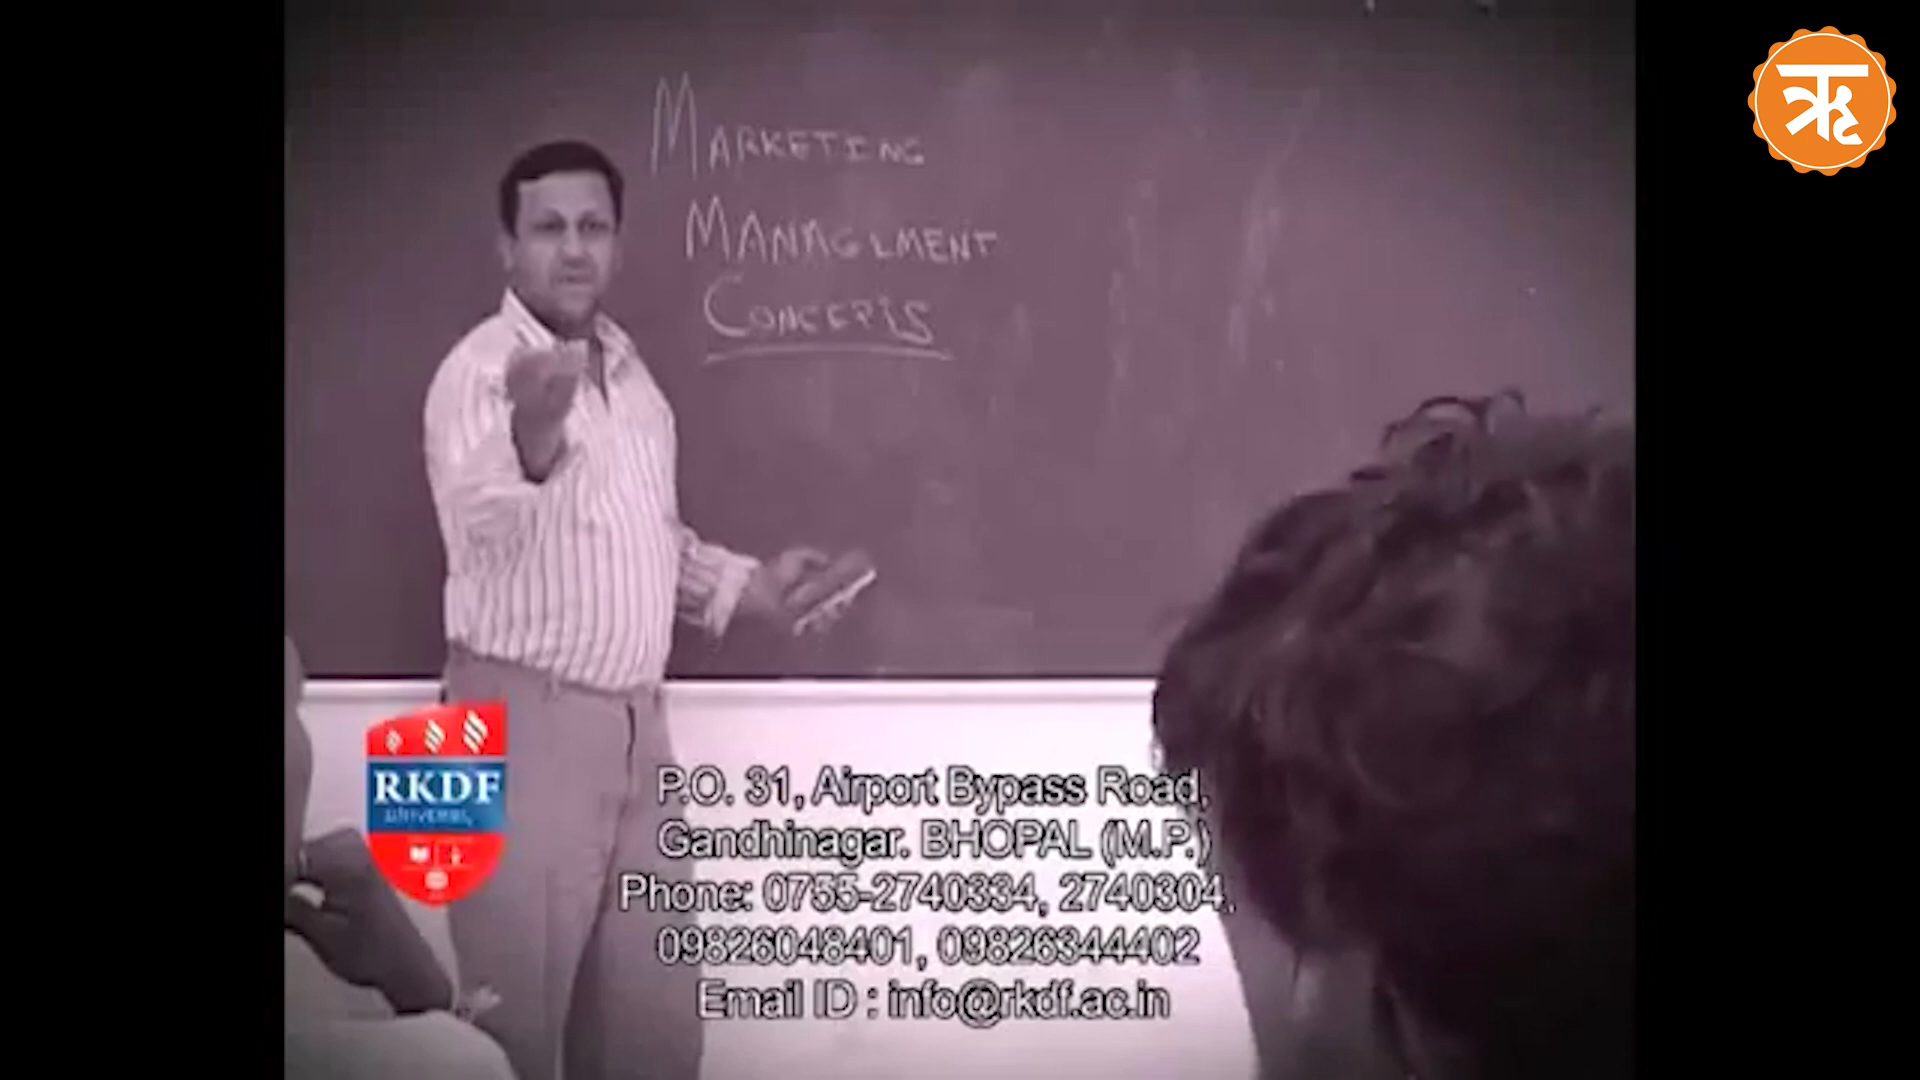 ऋ
MARKETING
MANAGEMENT
CONCEPTS
RKDF
UNIVERSITY
P.O. 31, Airport Bypass Road,
Gandhinagar. BHOPAL (M.P.)
Phone: 0755-2740334, 2740304,
09826048401, 09826344402
Email ID : info@rkdf.ac.in